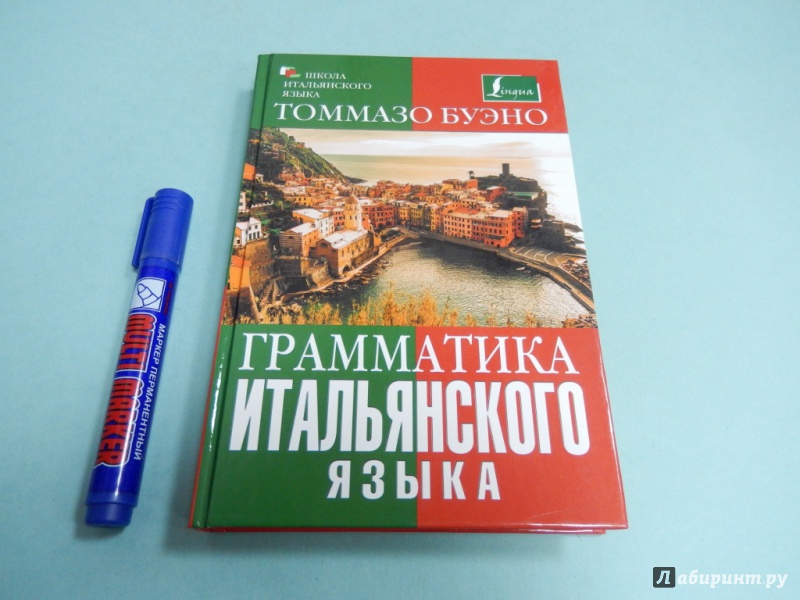 ШКОЛА
ИТАЛЬЯНСКОГО
ЯЗЫКА
Lingua
ТОММАЗО БУЭНО
ГРАММАТИКА
ИТАЛЬЯНСКОГО
ЯЗЫКА
MULTI MARKER
МАРКЕР ПЕРМАНЕНТНЫЙ
Лабиринт.ру